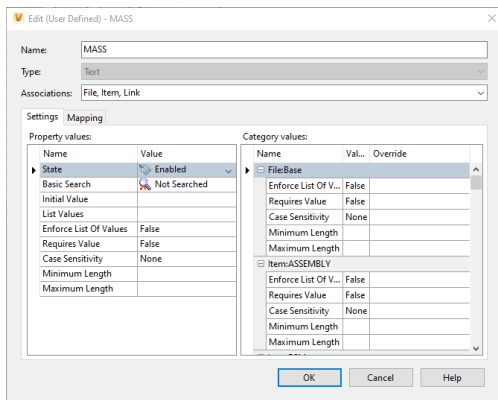 Edit (User Defined) - MASS
Name: MASS
Type: Text
Associations: File, Item, Link
Settings Mapping
Property values: Category values:
Name Value
State Enabled
Basic Search Not Searched
Initial Value
List Values
Enforce List Of Values False
Requires Value False
Case Sensitivity None
Minimum Length
Maximum Length
Name Val... Override
File:Base
Enforce List Of V... False
Requires Value False
Case Sensitivity None
Minimum Length
Maximum Length
Item:ASSEMBLY
Enforce List Of V... False
Requires Value False
Case Sensitivity None
Minimum Length
Maximum Length
OK Cancel Help